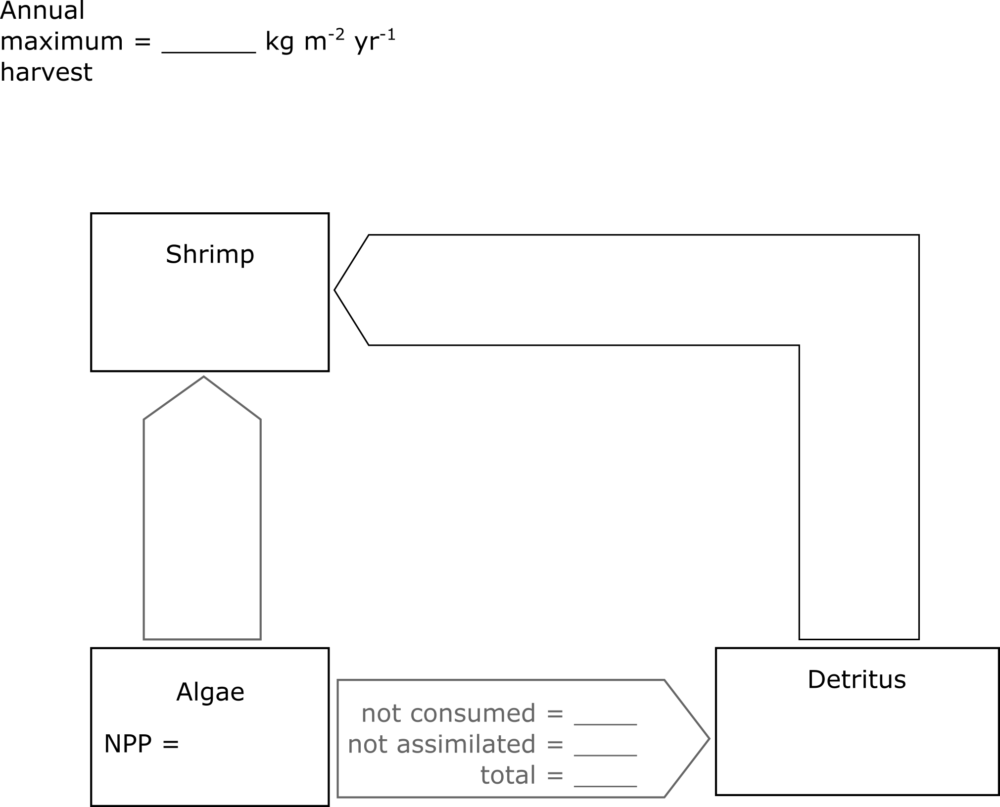 Annual
maximum = ______ kg m-2 yr-1
harvest
Shrimp
Algae
NPP =
not consumed = _____
not assimilated = _____
total = _____
Detritus